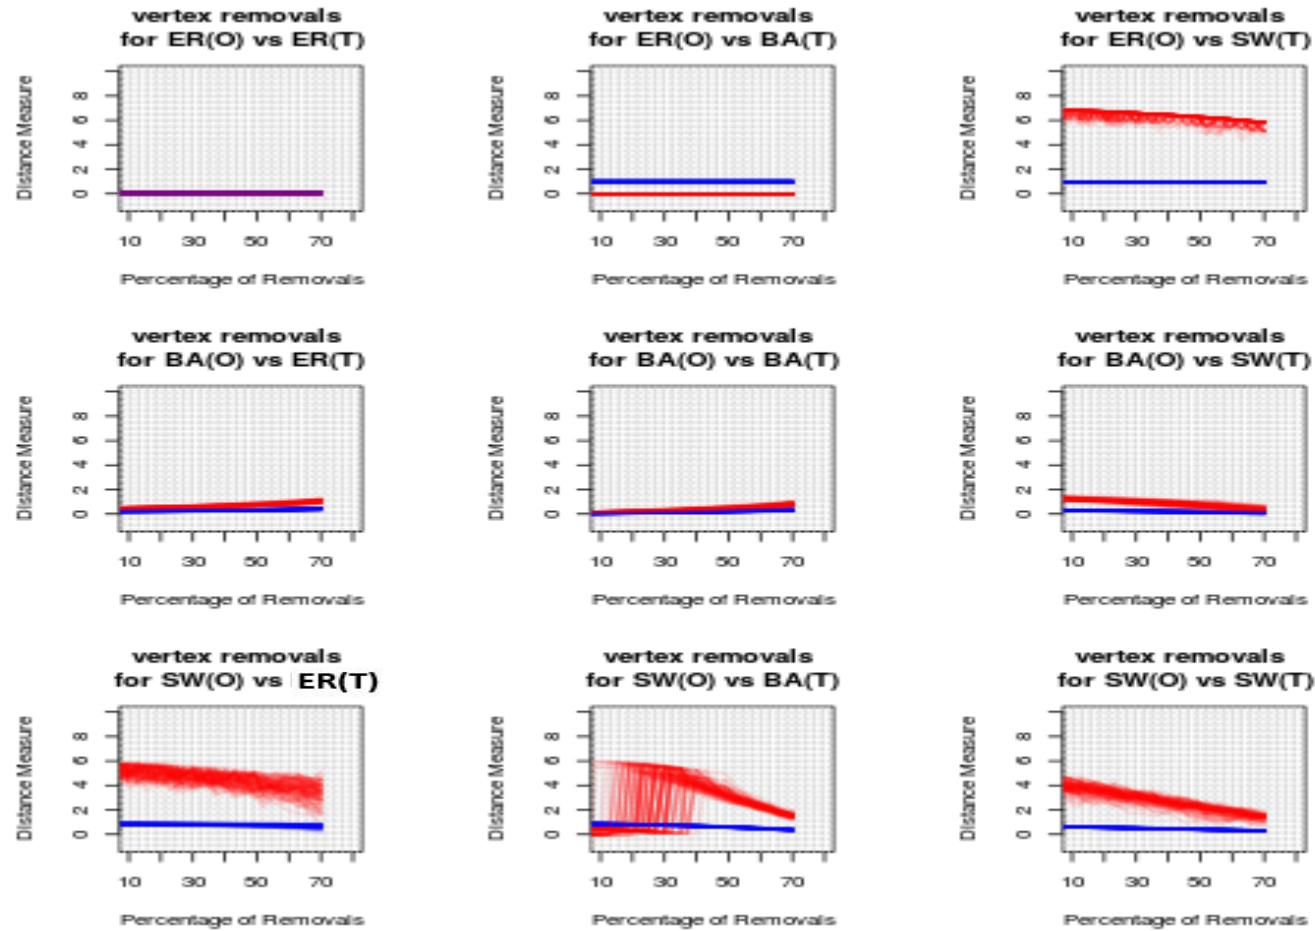 vertex removals
for ER(O) vs ER(T)
Distance Measure
0 2 4 6 8
10 30 50 70
Percentage of Removals
vertex removals
for ER(O) vs BA(T)
Distance Measure
0 2 4 6 8
10 30 50 70
Percentage of Removals
vertex removals
for ER(O) vs SW(T)
Distance Measure
0 2 4 6 8
10 30 50 70
Percentage of Removals
vertex removals
for BA(O) vs ER(T)
Distance Measure
0 2 4 6 8
10 30 50 70
Percentage of Removals
vertex removals
for BA(O) vs BA(T)
Distance Measure
0 2 4 6 8
10 30 50 70
Percentage of Removals
vertex removals
for BA(O) vs SW(T)
Distance Measure
0 2 4 6 8
10 30 50 70
Percentage of Removals
vertex removals
for SW(O) vs ER(T)
Distance Measure
0 2 4 6 8
10 30 50 70
Percentage of Removals
vertex removals
for SW(O) vs BA(T)
Distance Measure
0 2 4 6 8
10 30 50 70
Percentage of Removals
vertex removals
for SW(O) vs SW(T)
Distance Measure
0 2 4 6 8
10 30 50 70
Percentage of Removals